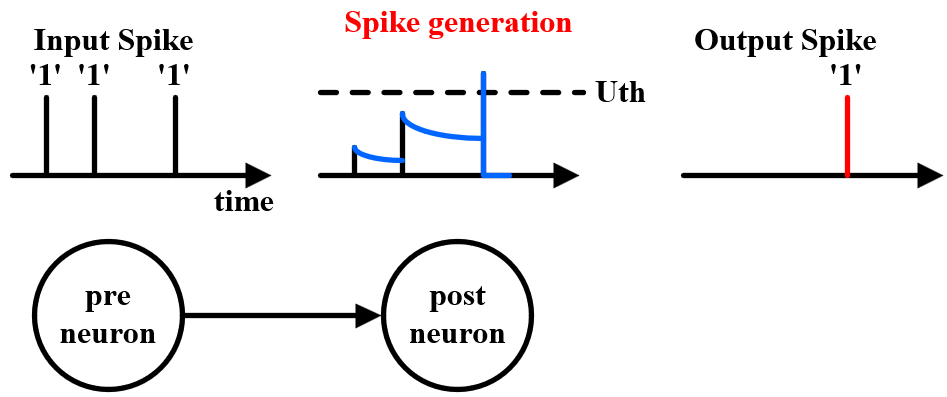 Input Spike
'1' '1' '1'
time
Spike generation
Uth
Output Spike
'1'
pre
neuron
post
neuron